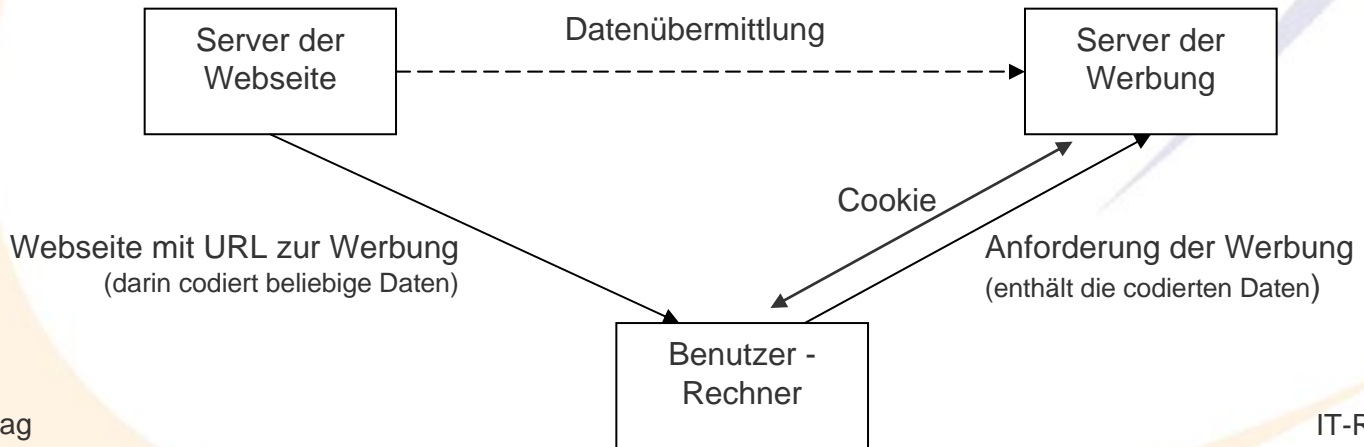 Server der
Webseite
Datenübermittlung
Server der
Werbung
Cookie
Webseite mit URL zur Werbung
(darin codiert beliebige Daten)
Anforderung der Werbung
(enthält die codierten Daten)
Benutzer -
Rechner
ag
IT-R